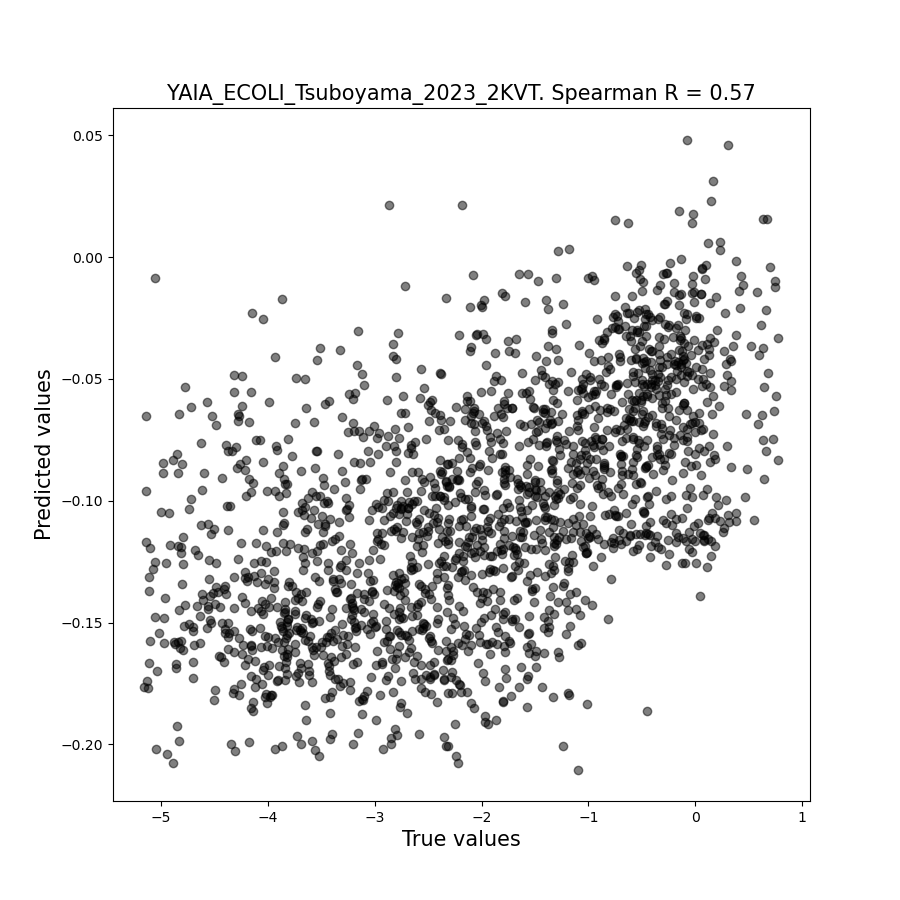 YAIA_ECOLI_Tsuboyama_2023_2KVT. Spearman R = 0.57
0.05
0.00
−0.05
−0.10
−0.15
−0.20
Predicted values
−5 −4 −3 −2 −1 0 1
True values